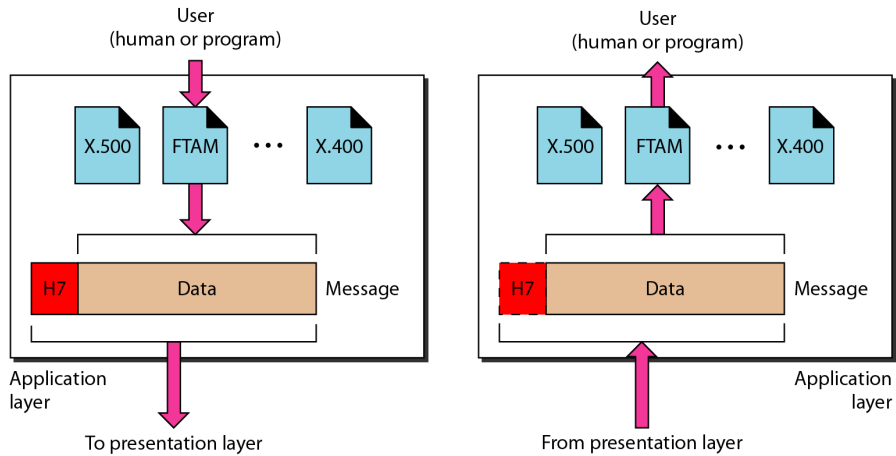 User
(human or program)
X.500
FTAM
...
X.400
H7
Data
Message
Application
layer
To presentation layer
User
(human or program)
X.500
FTAM
...
X.400
H7
Data
Message
Application
layer
From presentation layer